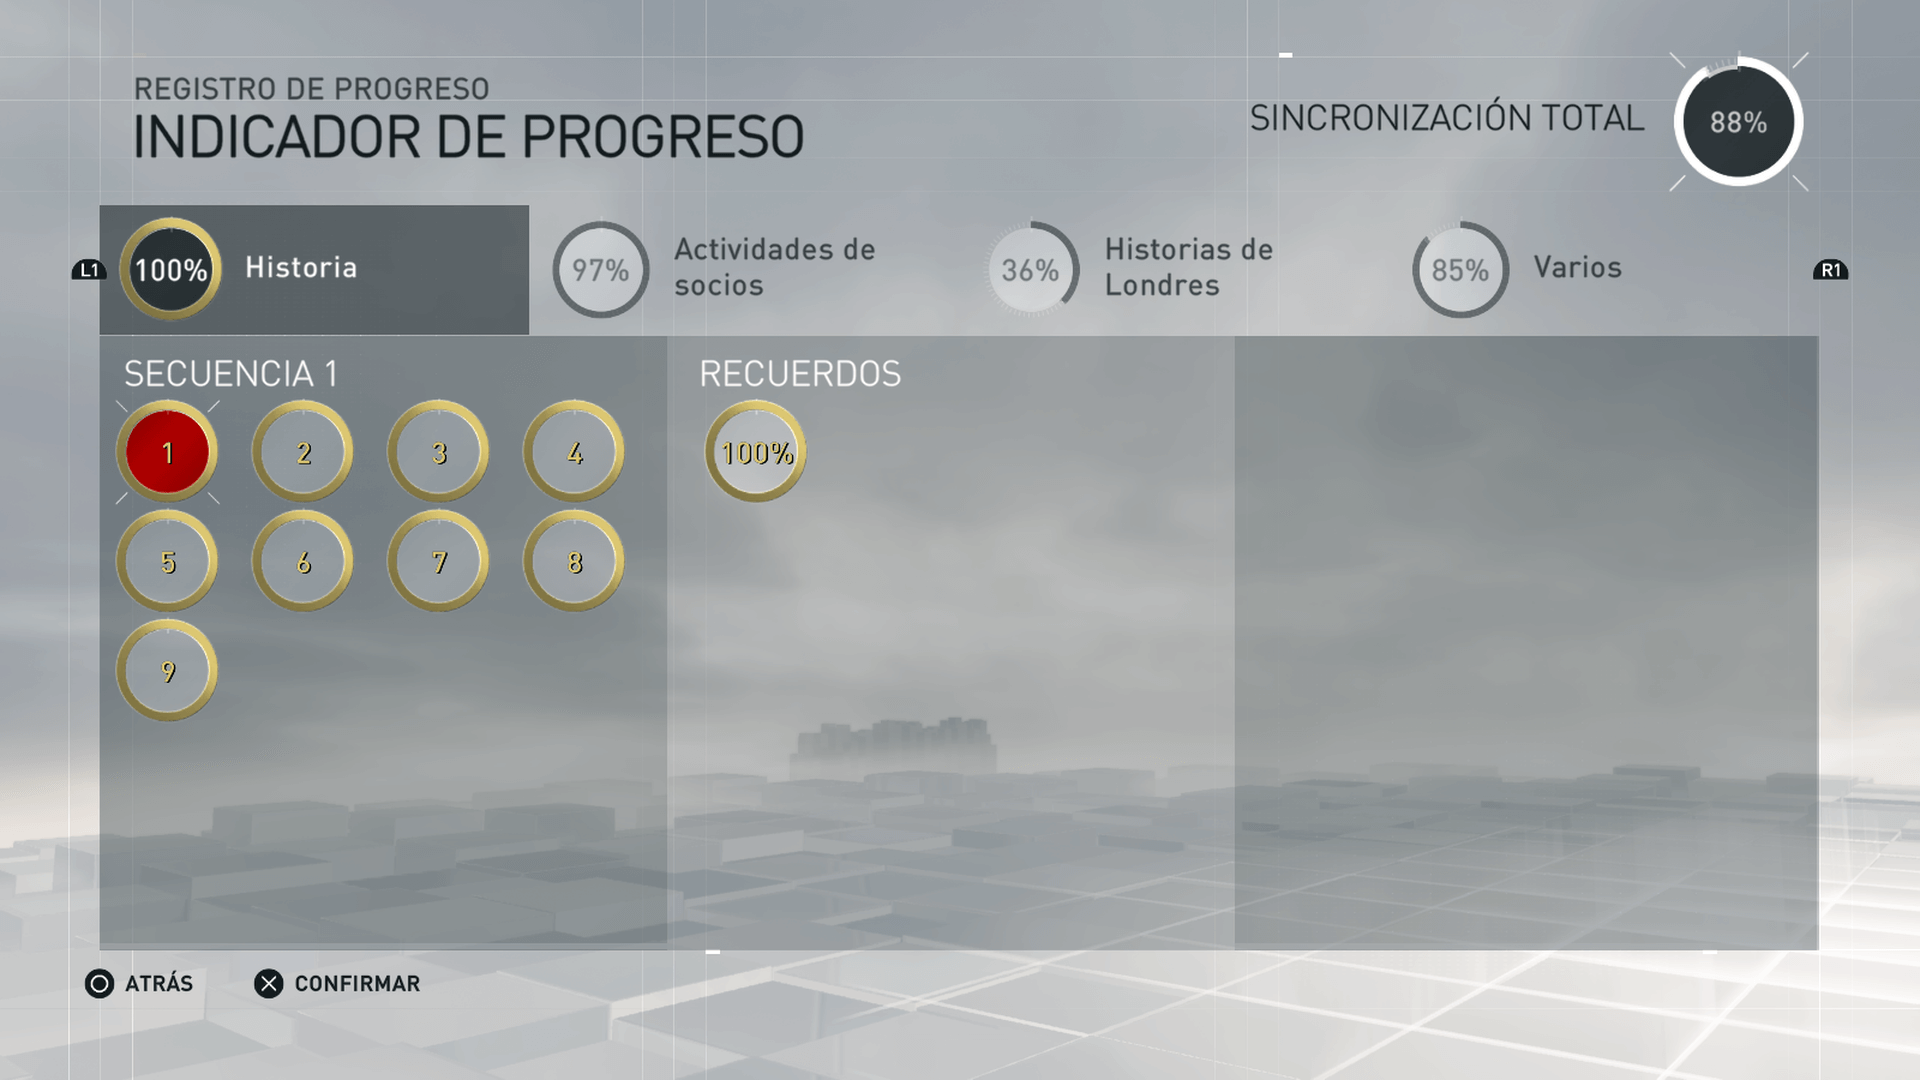 REGISTRO DE PROGRESO
INDICADOR DE PROGRESO
SINCRONIZACIÓN TOTAL
88%
L1
100%
Historia
97%
Actividades de
socios
36%
Historias de
Londres
85%
Varios
R1
SECUENCIA 1
1 2 3 4
5 6 7 8
9
RECUERDOS
100%
ATRÁS
CONFIRMAR